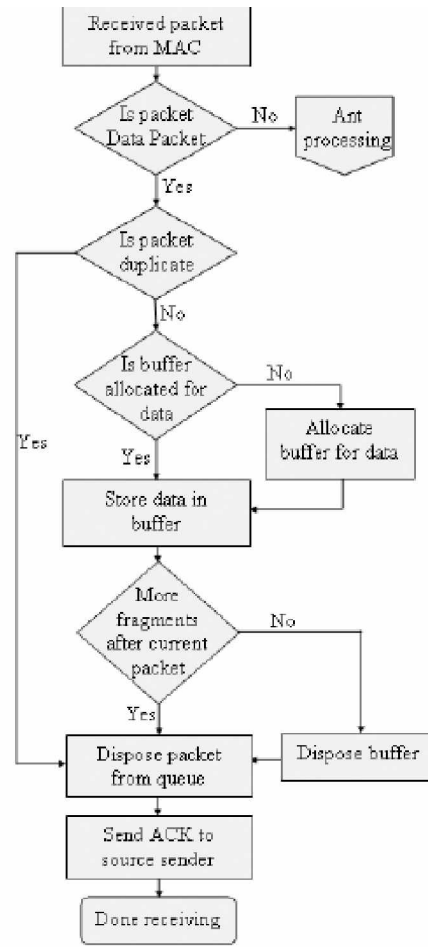 Received packet
from MAC
Is packet
Data Packet
No
Ant
processing
Yes
Is packet
duplicate
No
Is buffer
allocated for
data
No
Yes
Allocate
buffer for data
Yes
Store data in
buffer
More
fragments
after current
packet
No
Yes
Dispose packet
from queue
Dispose buffer
Send ACK to
source sender
Done receiving